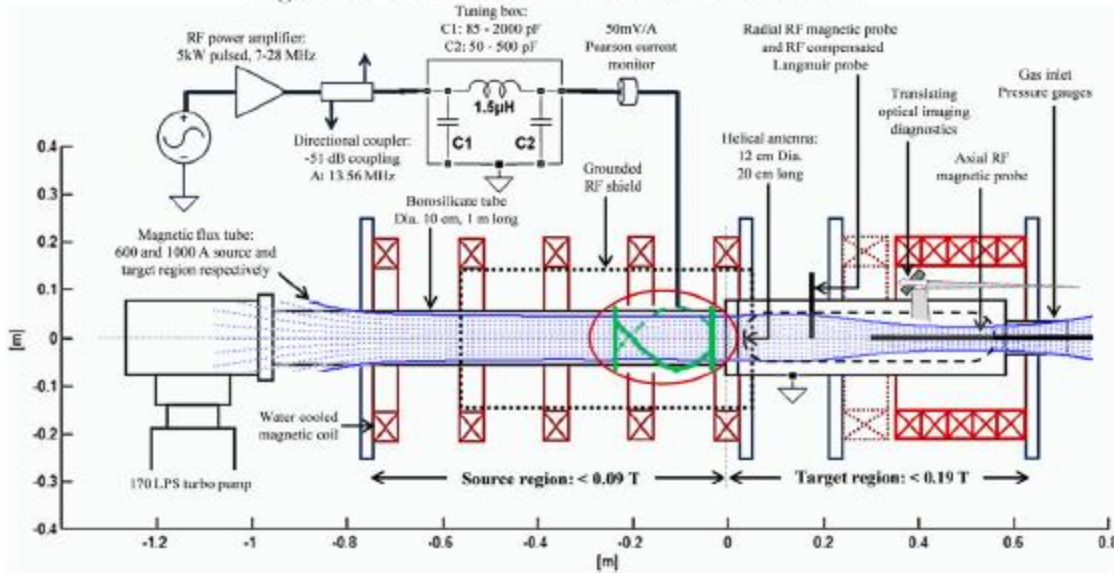 Tuning box:
C1: 85 - 2000 pF
C2: 50 - 500 pF
RF power amplifier:
5kW pulsed, 7-28 MHz
50mV/A
Pearson current
monitor
Radial RF magnetic probe
and RF compensated
Langmuir probe
Gas inlet
Pressure gauges
Translating
optical imaging
diagnostics
1.5μH
C1
C2
Directional coupler:
-51 dB coupling
At 13.56 MHz
Helical antenna:
12 cm Dia.
20 cm long
Axial RF
magnetic probe
Grounded
RF shield
Borosilicate tube
Dia. 10 cm, 1 m long
Magnetic flux tube:
600 and 1000 A source and
target region respectively
Water cooled
magnetic coil
170 LPS turbo pump
Source region: < 0.09 T
Target region: < 0.19 T
0.4
0.3
0.2
0.1
0
-0.1
-0.2
-0.3
-0.4
[m]
-1.2
-1
-0.8
-0.6
-0.4
-0.2
0
0.2
0.4
0.6
0.8
[m]